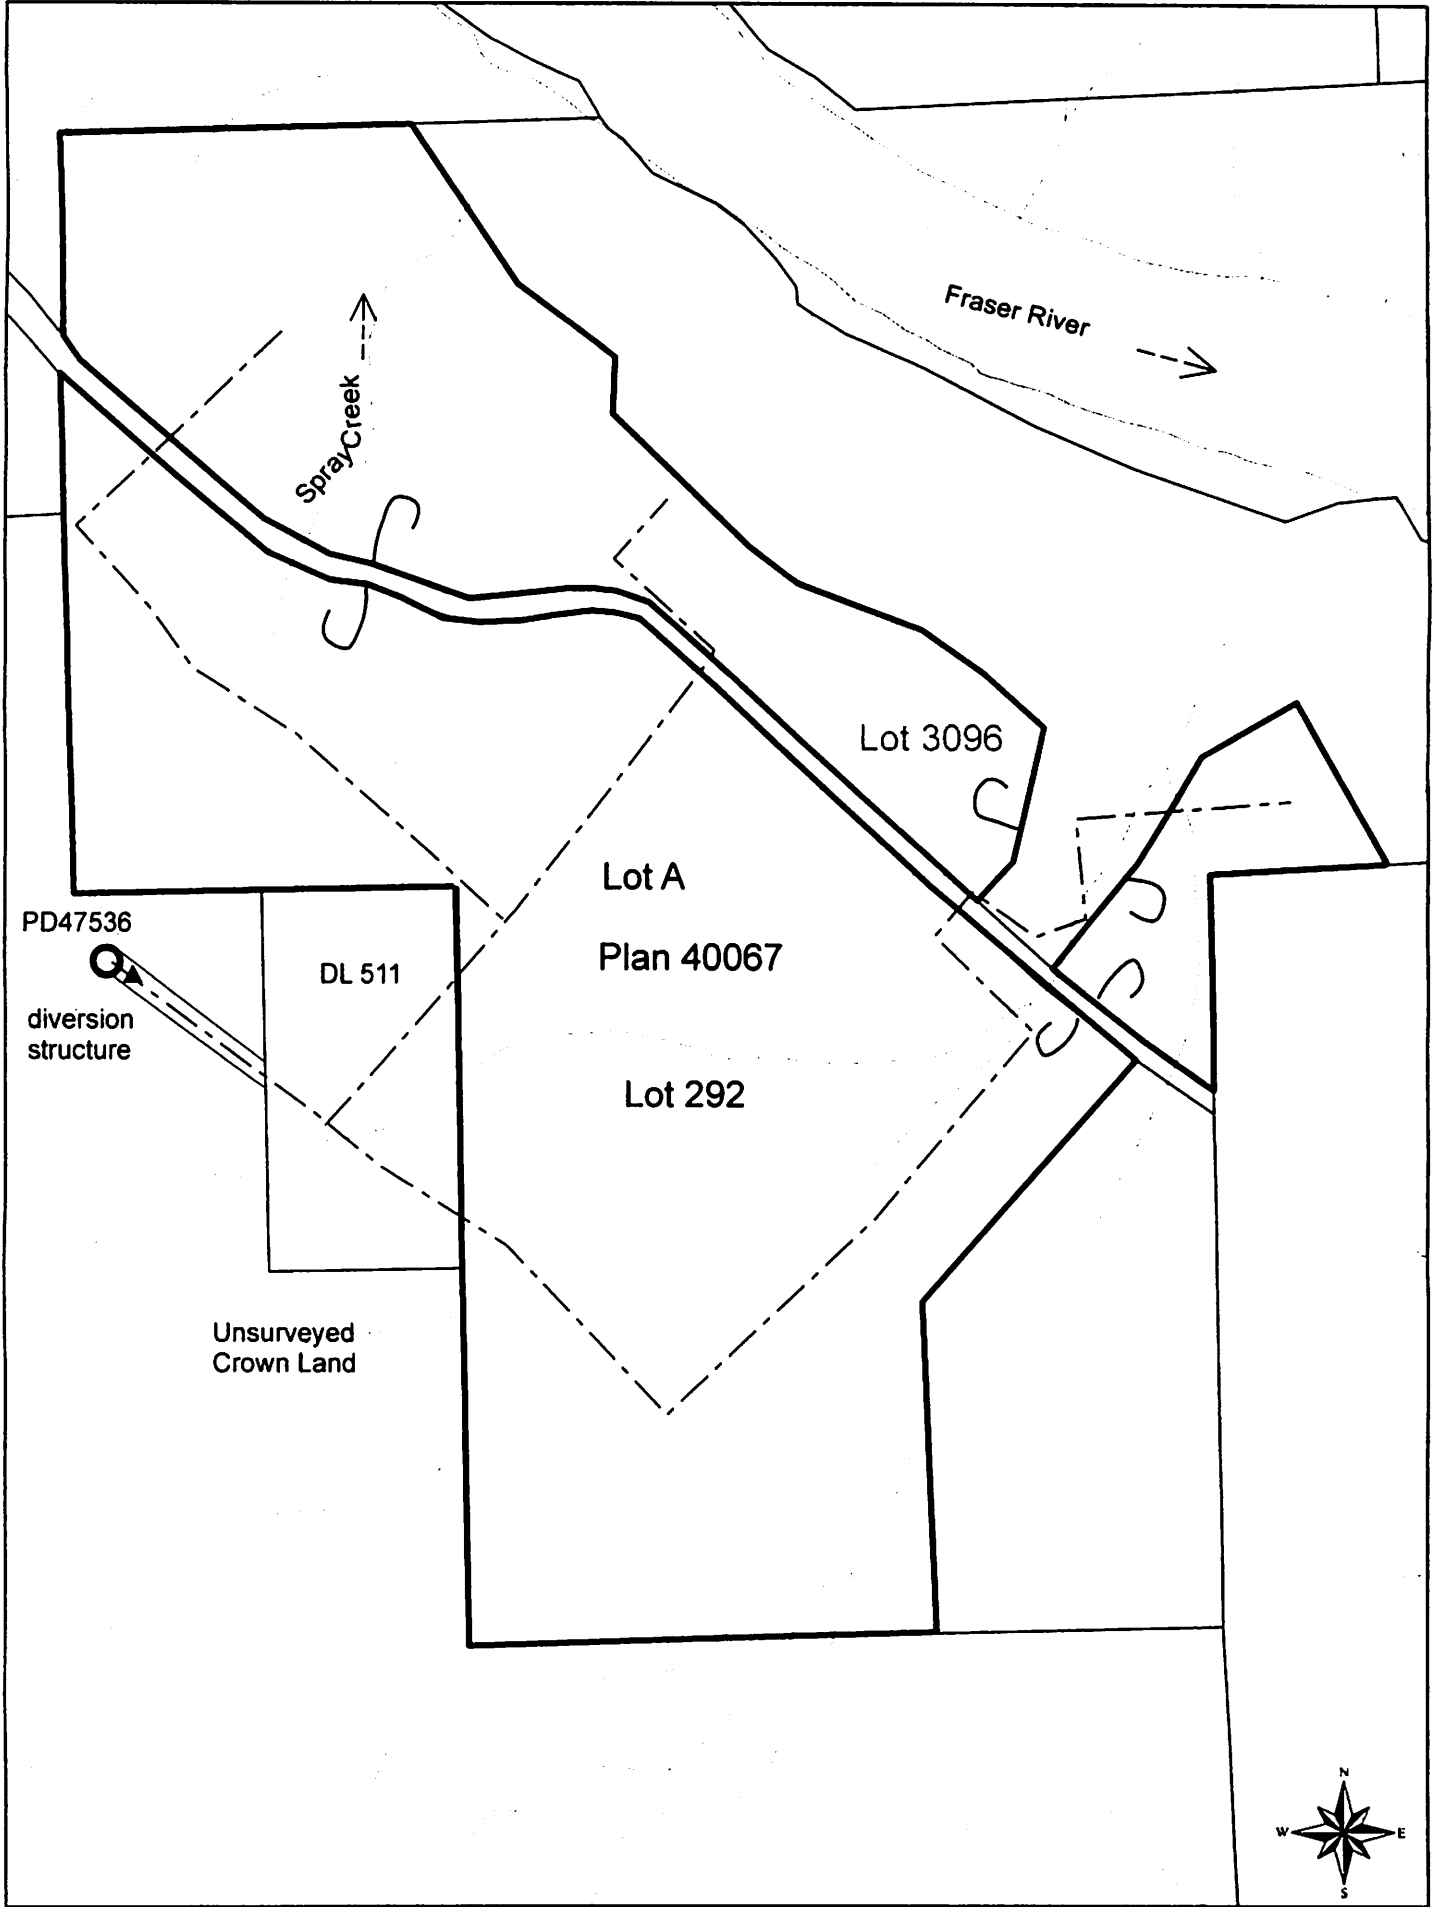 Fraser River
Spray Creek
Lot 3096
Lot A
PD47536
Plan 40067
DL 511
diversion
structure
Lot 292
Unsurveyed
Crown Land
N
W
E
S